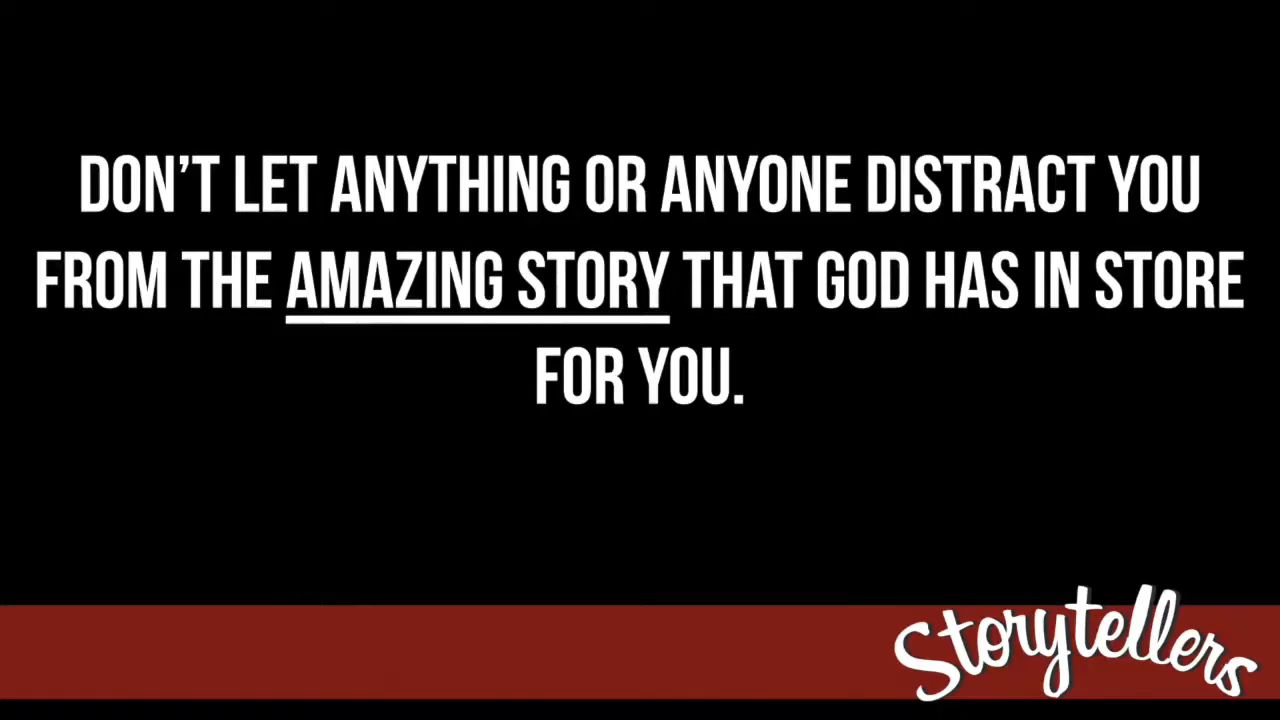 DON’T LET ANYTHING OR ANYONE DISTRACT YOU
FROM THE AMAZING STORY THAT GOD HAS IN STORE
FOR YOU.
Storytellers